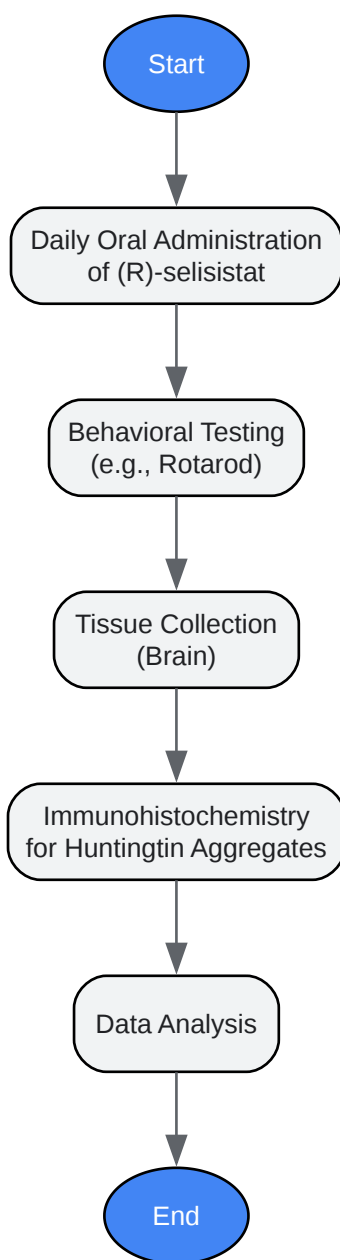 Start
Daily Oral Administration
of (R)-selisistat
Behavioral Testing
(e.g., Rotarod)
Tissue Collection
(Brain)
Immunohistochemistry
for Huntingtin Aggregates
Data Analysis
End